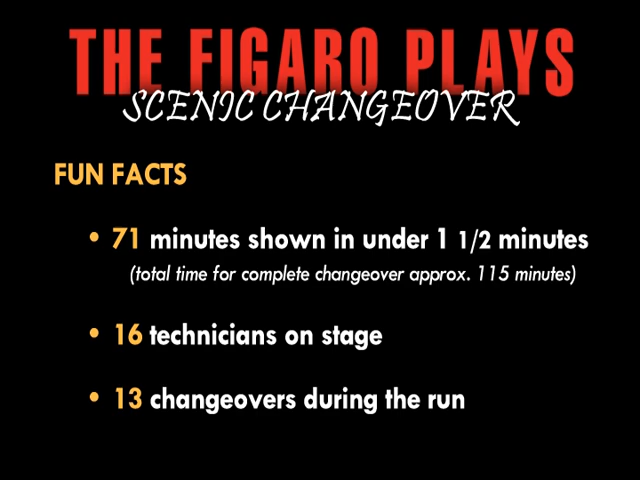 THE FIGARO PLAYS
SCENIC CHANGEOVER
FUN FACTS
• 71 minutes shown in under 1 1/2 minutes
(total time for complete changeover approx. 115 minutes)
• 16 technicians on stage
• 13 changeovers during the run